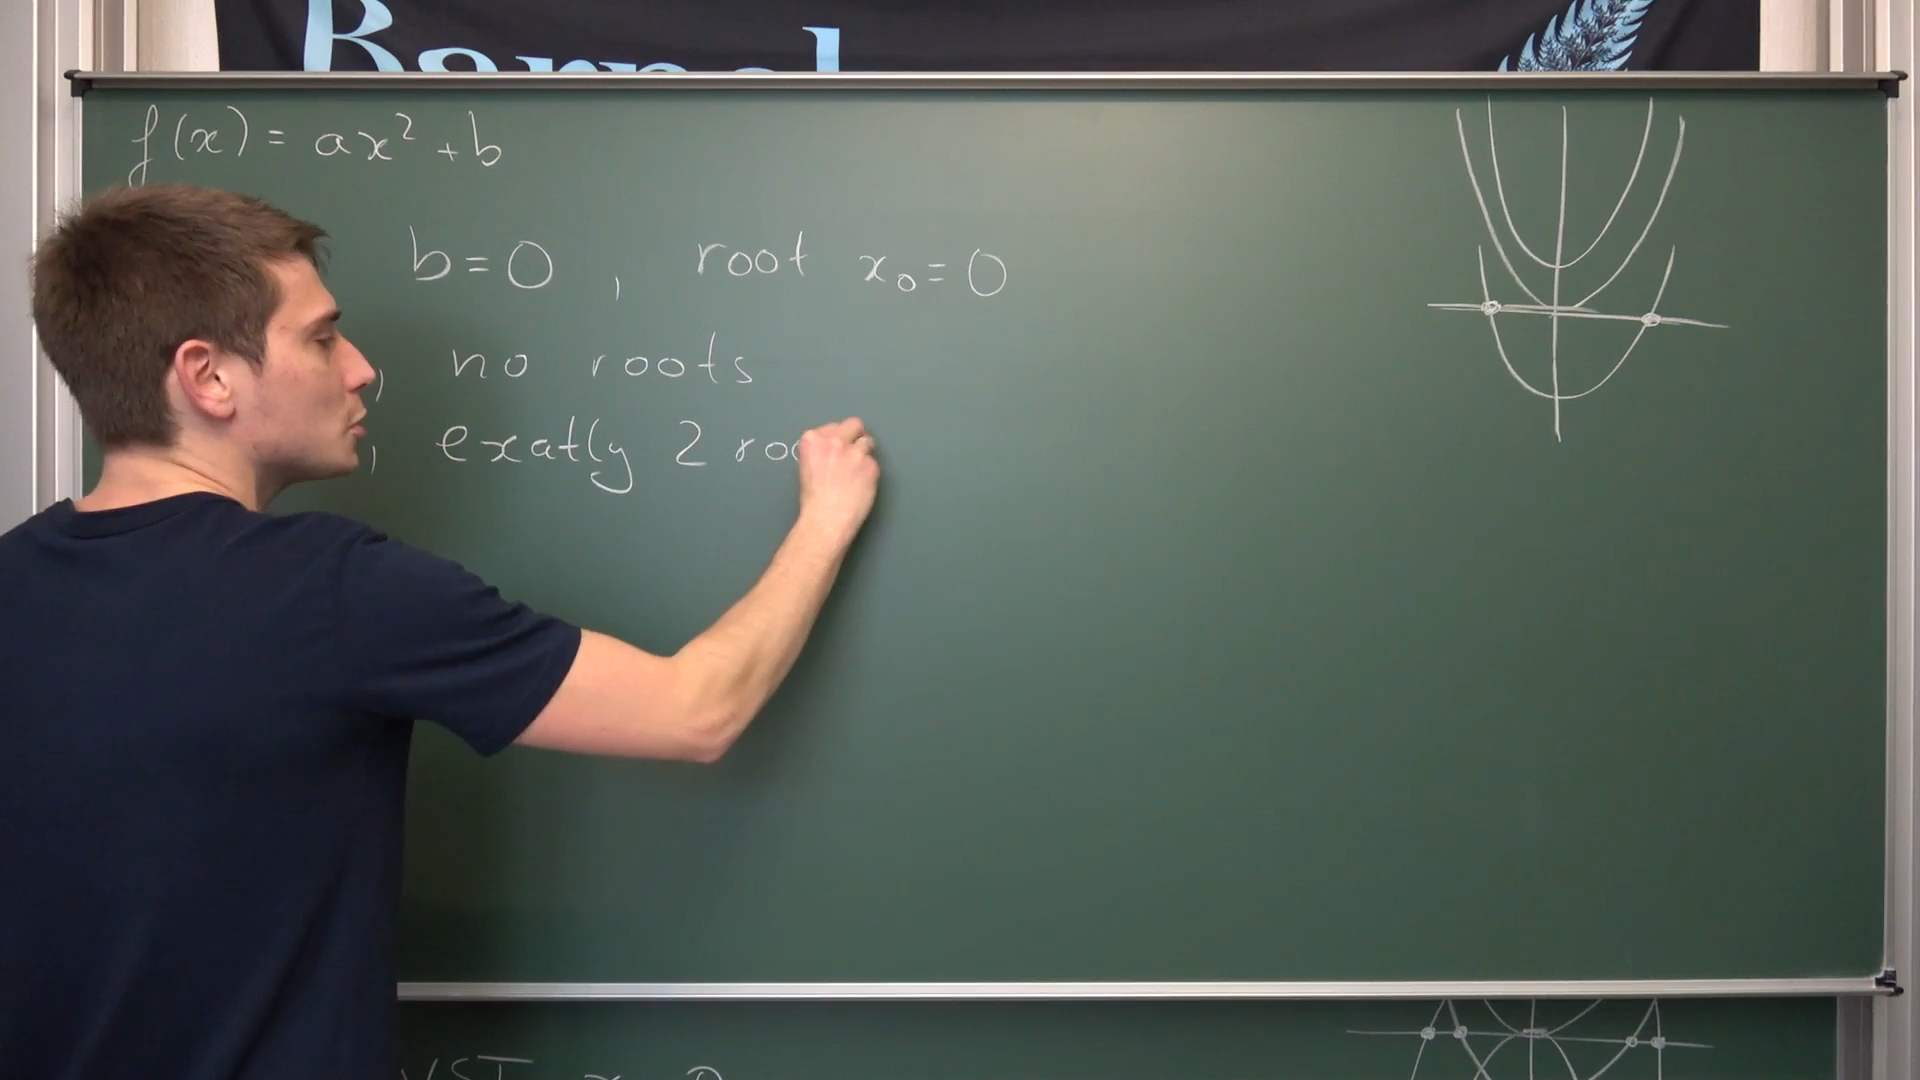 f(x) = ax² + b
b = 0 , root x₀ = 0
, no roots
, exatly 2 roo